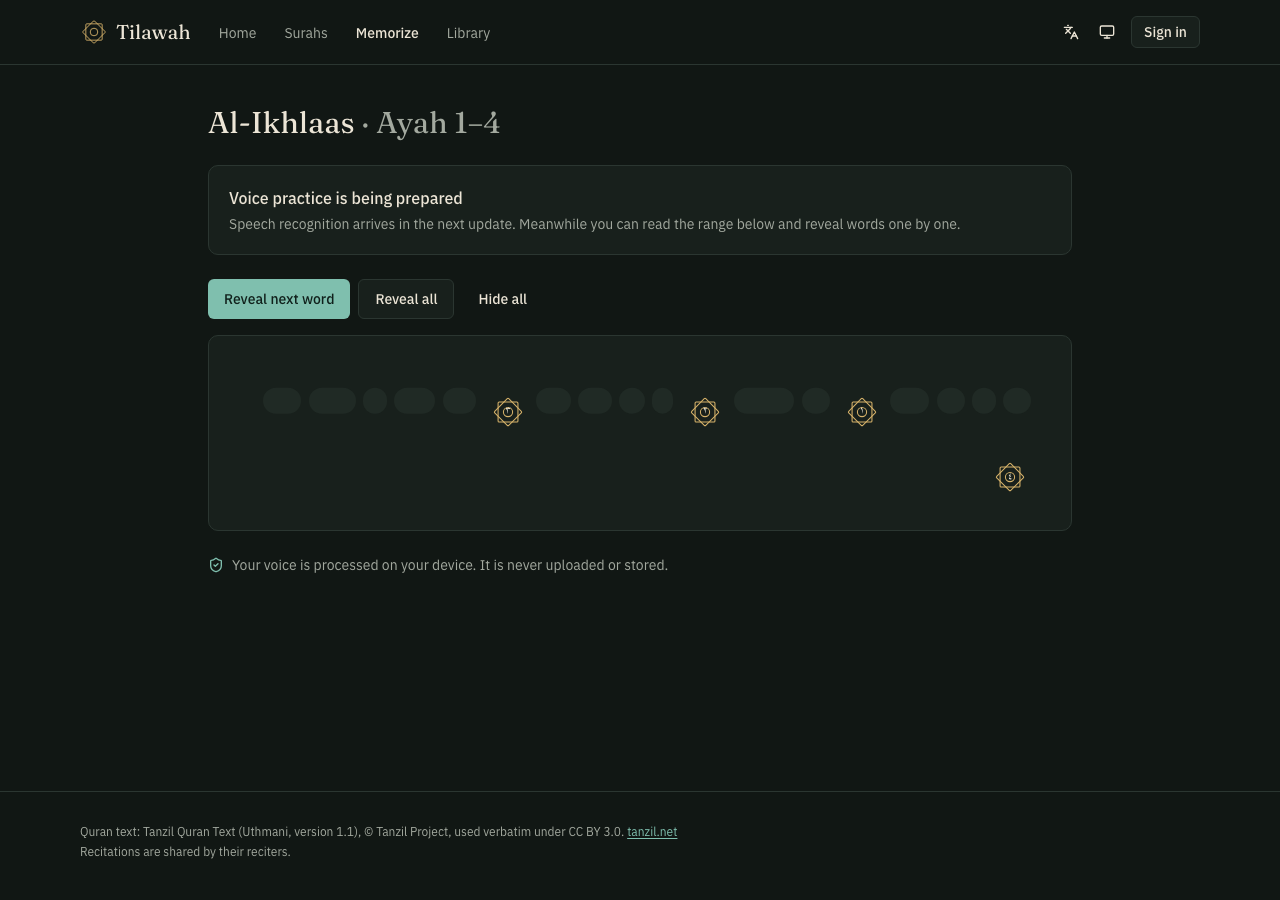 Tilawah
Home
Surahs
Memorize
Library
Sign in
Al-Ikhlaas · Ayah 1–4
Voice practice is being prepared
Speech recognition arrives in the next update. Meanwhile you can read the range below and reveal words one by one.
Reveal next word
Reveal all
Hide all
Your voice is processed on your device. It is never uploaded or stored.
Quran text: Tanzil Quran Text (Uthmani, version 1.1), © Tanzil Project, used verbatim under CC BY 3.0. tanzil.net
Recitations are shared by their reciters.